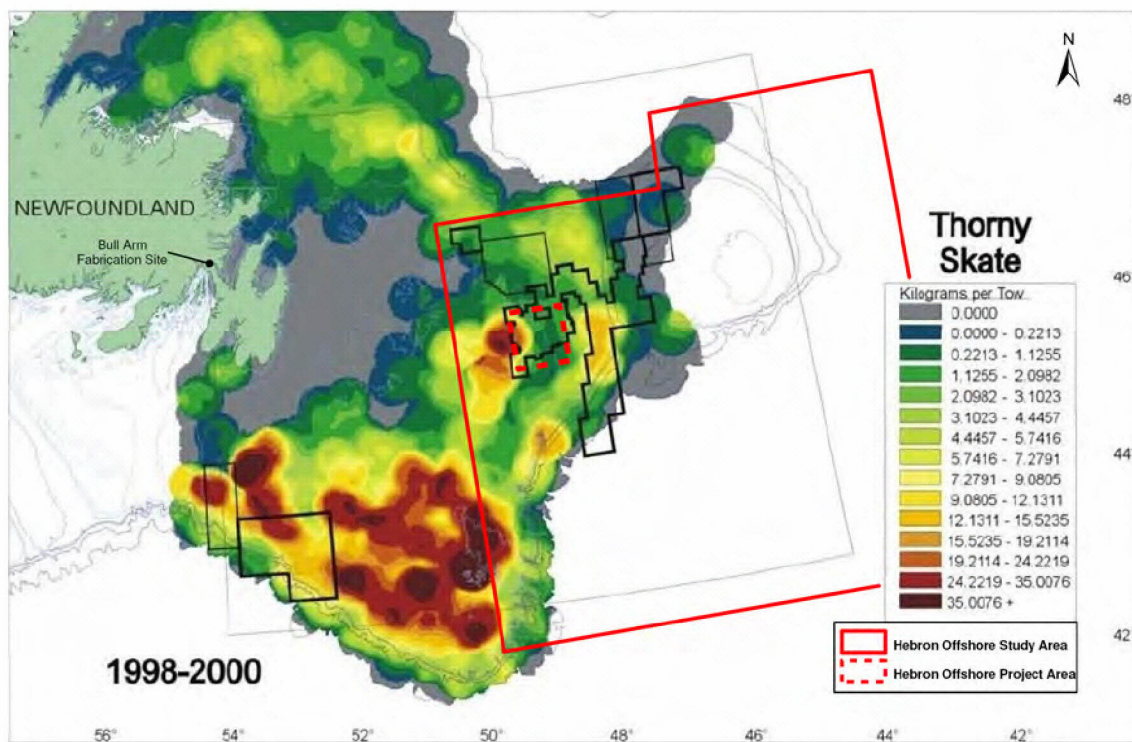 N
48°
NEWFOUNDLAND
Bull Arm
Fabrication Site
46°
Thorny
Skate
Kilograms per Tow
0.0000
0.0000 - 0.2213
0.2213 - 1.1255
1.1255 - 2.0982
2.0982 - 3.1023
3.1023 - 4.4457
4.4457 - 5.7416
5.7416 - 7.2791
7.2791 - 9.0805
9.0805 - 12.1311
12.1311 - 15.5235
15.5235 - 19.2114
19.2114 - 24.2219
24.2219 - 35.0076
35.0076 +
44°
42°
Hebron Offshore Study Area
Hebron Offshore Project Area
1998-2000
56°
54°
52°
50°
48°
46°
44°
42°